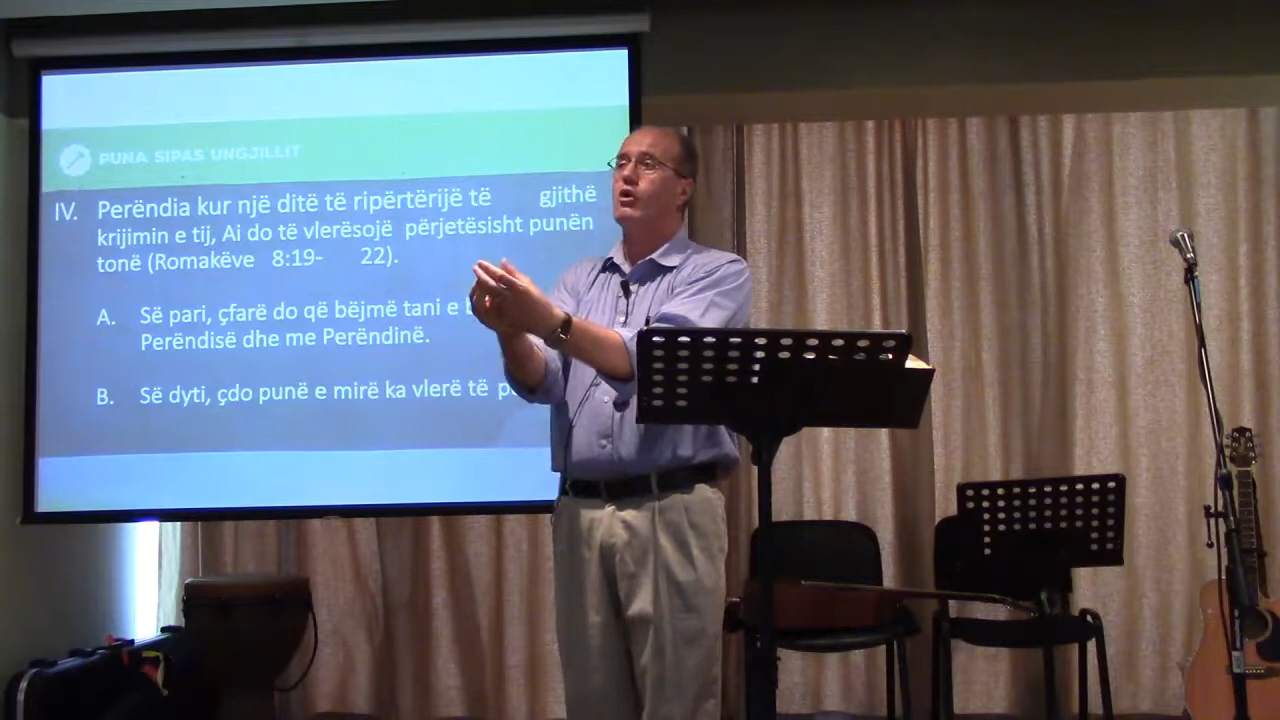 PUNA SIPAS UNGJILLIT
IV. Perëndia kur një ditë të ripërtërijë të gjithë
krijimin e tij, Ai do të vlerësojë përjetësisht punën
tonë (Romakëve 8:19- 22).
A. Së pari, çfarë do që bëjmë tani e
Perëndisë dhe me Perëndinë.
B. Së dyti, çdo punë e mirë ka vlerë të